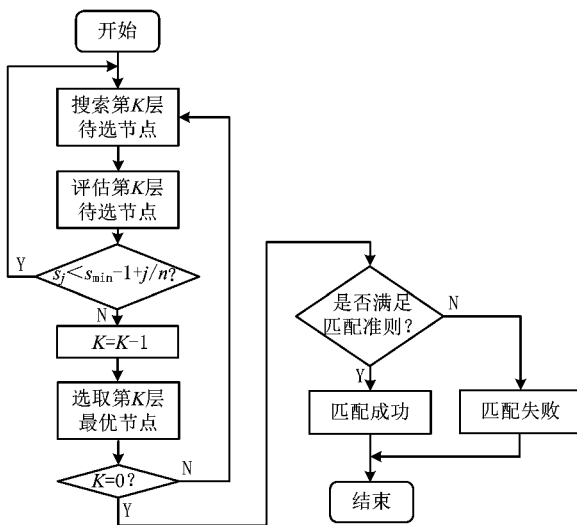 开始
搜索第K层
待选节点
评估第K层
待选节点
s_j<s_min-1+j/n?
Y
N
K=K-1
选取第K层
最优节点
K=0?
N
Y
是否满足
匹配准则?
N
Y
匹配成功
匹配失败
结束